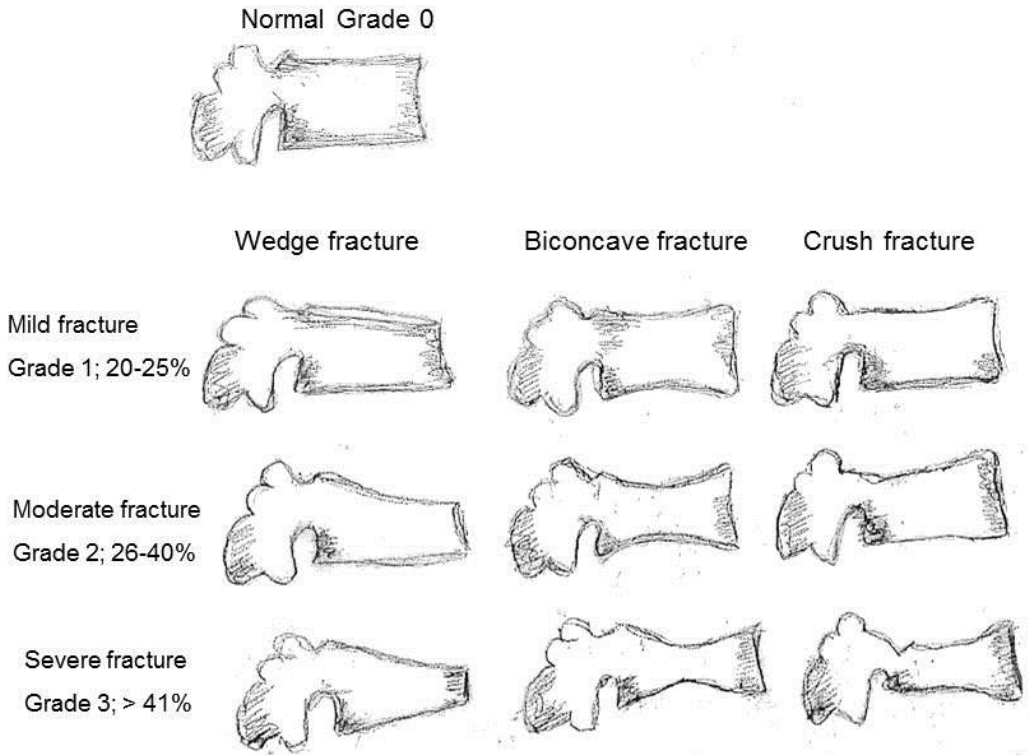 Normal Grade 0
Wedge fracture
Biconcave fracture
Crush fracture
Mild fracture
Grade 1; 20-25%
Moderate fracture
Grade 2; 26-40%
Severe fracture
Grade 3; > 41%